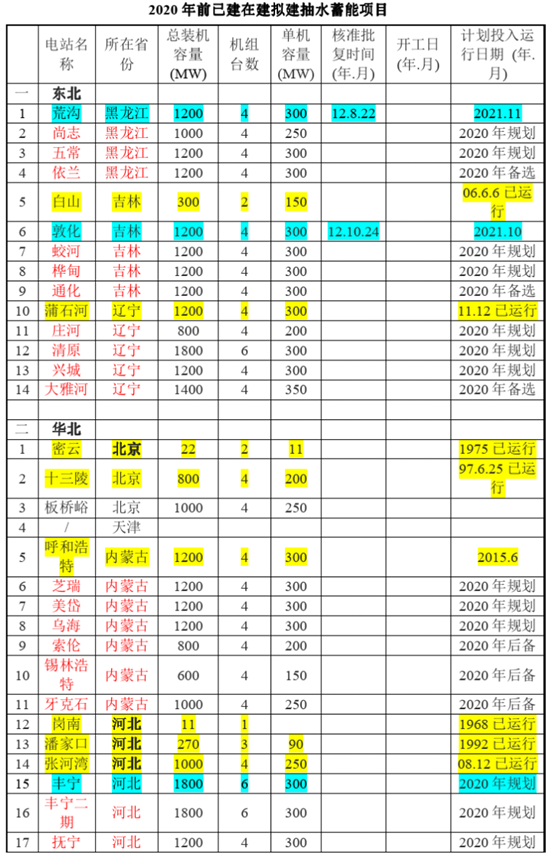 2020 年前已建在建拟建抽水蓄能项目
电站名称 所在省份 总装机容量(MW) 机组台数 单机容量(MW) 核准批复时间(年.月) 开工日(年.月) 计划投入运行日期 (年.月)
一 东北
1 荒沟 黑龙江 1200 4 300 12.8.22 2021.11
2 尚志 黑龙江 1000 4 250 2020 年规划
3 五常 黑龙江 1200 4 300 2020 年规划
4 依兰 黑龙江 1200 4 300 2020 年备选
5 白山 吉林 300 2 150 06.6.6 已运行
6 敦化 吉林 1200 4 300 12.10.24 2021.10
7 蛟河 吉林 1200 4 300 2020 年规划
8 桦甸 吉林 1200 4 300 2020 年规划
9 通化 吉林 1200 4 300 2020 年备选
10 蒲石河 辽宁 1200 4 300 11.12 已运行
11 庄河 辽宁 800 4 200 2020 年规划
12 清原 辽宁 1800 6 300 2020 年规划
13 兴城 辽宁 1200 4 300 2020 年规划
14 大雅河 辽宁 1400 4 350 2020 年备选
二 华北
1 密云 北京 22 2 11 1975 已运行
2 十三陵 北京 800 4 200 97.6.25 已运行
3 板桥峪 北京 1000 4 250
4 / 天津
5 呼和浩特 内蒙古 1200 4 300 2015.6
6 芝瑞 内蒙古 1200 4 300 2020 年规划
7 美岱 内蒙古 1200 4 300 2020 年规划
8 乌海 内蒙古 1200 4 300 2020 年规划
9 索伦 内蒙古 800 4 200 2020 年后备
10 锡林浩特 内蒙古 600 4 150 2020 年后备
11 牙克石 内蒙古 1000 4 250 2020 年后备
12 岗南 河北 11 1 1968 已运行
13 潘家口 河北 270 3 90 1992 已运行
14 张河湾 河北 1000 4 250 08.12 已运行
15 丰宁 河北 1800 6 300 2020 年规划
16 丰宁二期 河北 1800 6 300 2020 年规划
17 抚宁 河北 1200 4 300 2020 年规划